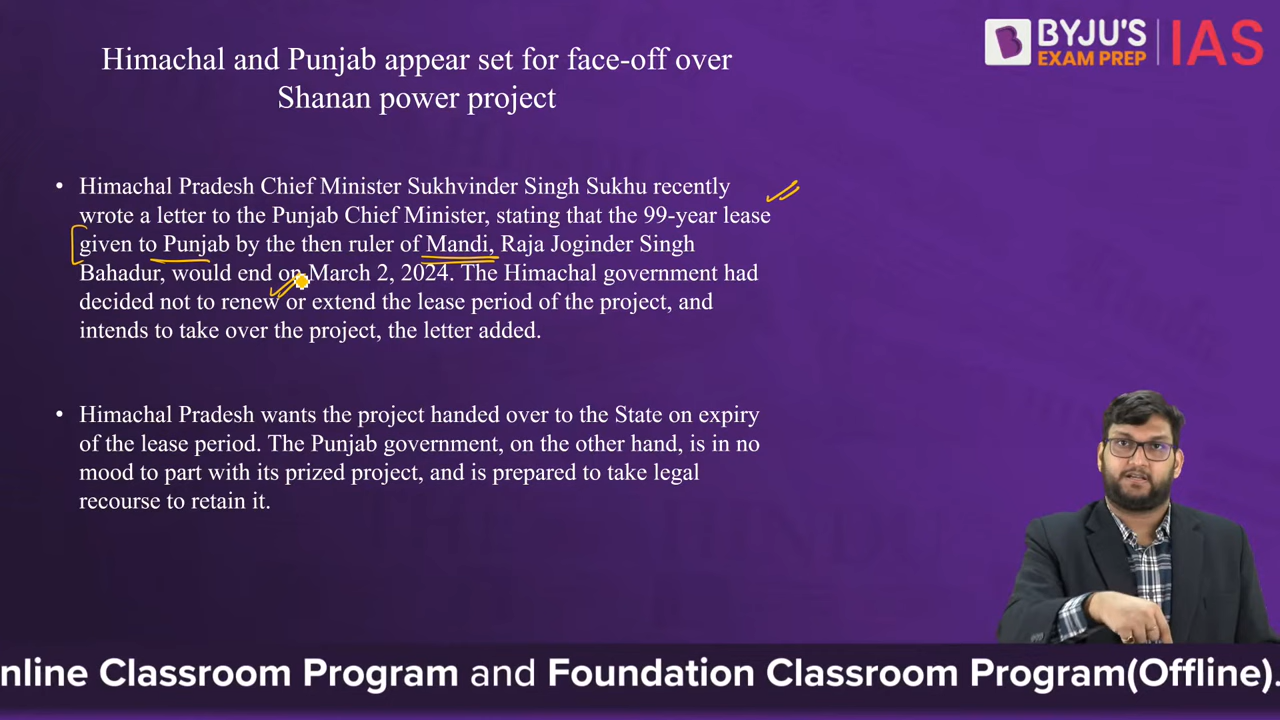 Himachal and Punjab appear set for face-off over
Shanan power project
BYJU'S
EXAM PREP
IAS
• Himachal Pradesh Chief Minister Sukhvinder Singh Sukhu recently
wrote a letter to the Punjab Chief Minister, stating that the 99-year lease
given to Punjab by the then ruler of Mandi, Raja Joginder Singh
Bahadur, would end on March 2, 2024. The Himachal government had
decided not to renew or extend the lease period of the project, and
intends to take over the project, the letter added.
• Himachal Pradesh wants the project handed over to the State on expiry
of the lease period. The Punjab government, on the other hand, is in no
mood to part with its prized project, and is prepared to take legal
recourse to retain it.
nline Classroom Program and Foundation Classroom Program(Offline).